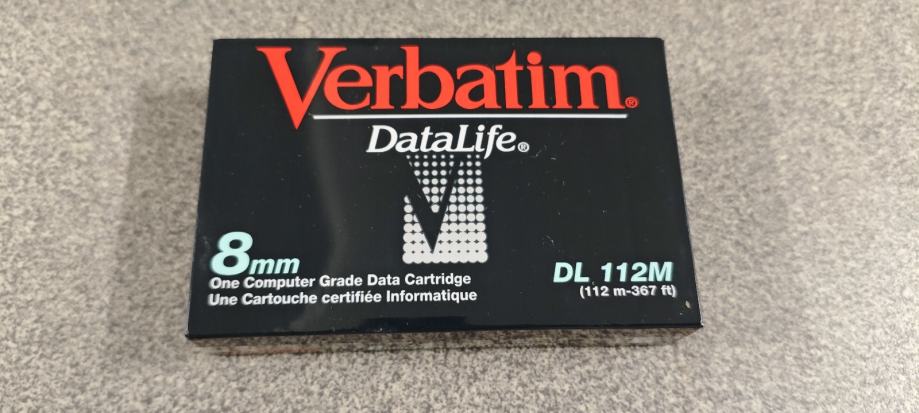 Verbatim®
DataLife®
8mm
One Computer Grade Data Cartridge
Une Cartouche certifiée Informatique
DL 112M
(112 m-367 ft)